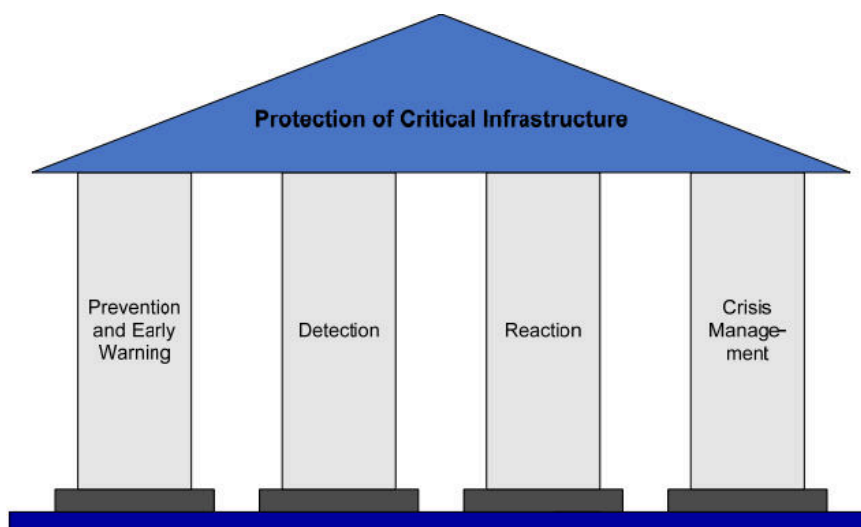 Protection of Critical Infrastructure
Prevention
and Early
Warning
Detection
Reaction
Crisis
Manage-
ment